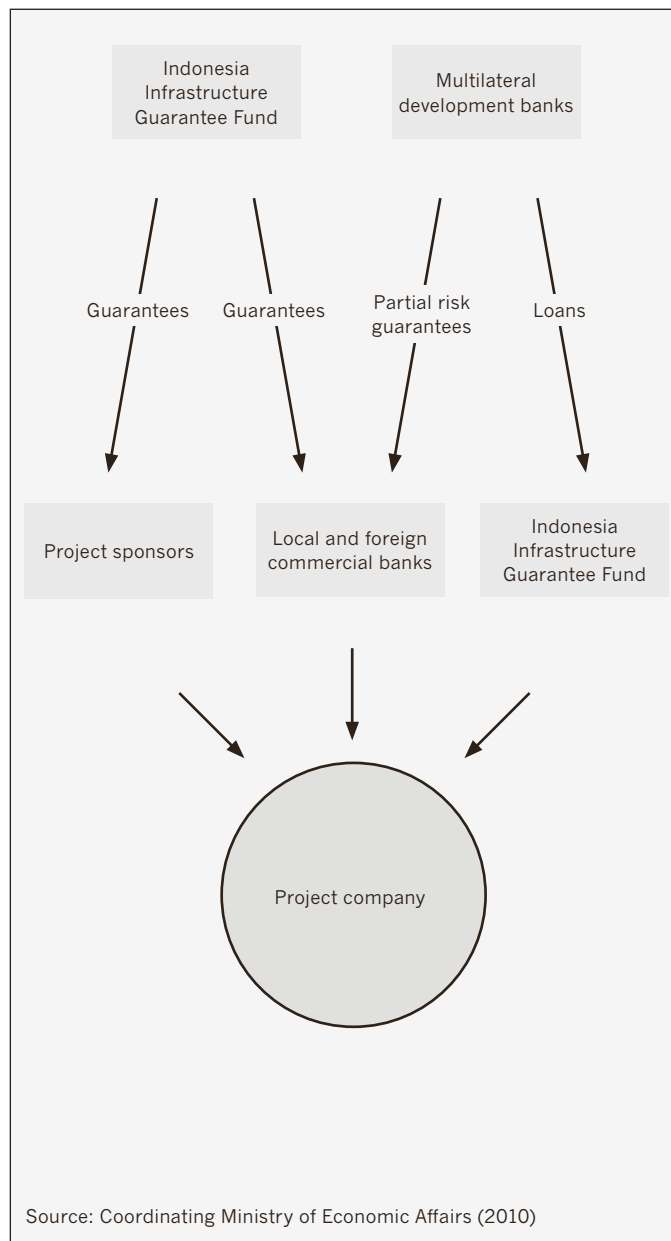 Indonesia
Infrastructure
Guarantee Fund
Multilateral
development banks
Guarantees
Guarantees
Partial risk
guarantees
Loans
Project sponsors
Local and foreign
commercial banks
Indonesia
Infrastructure
Guarantee Fund
Project company
Source: Coordinating Ministry of Economic Affairs (2010)